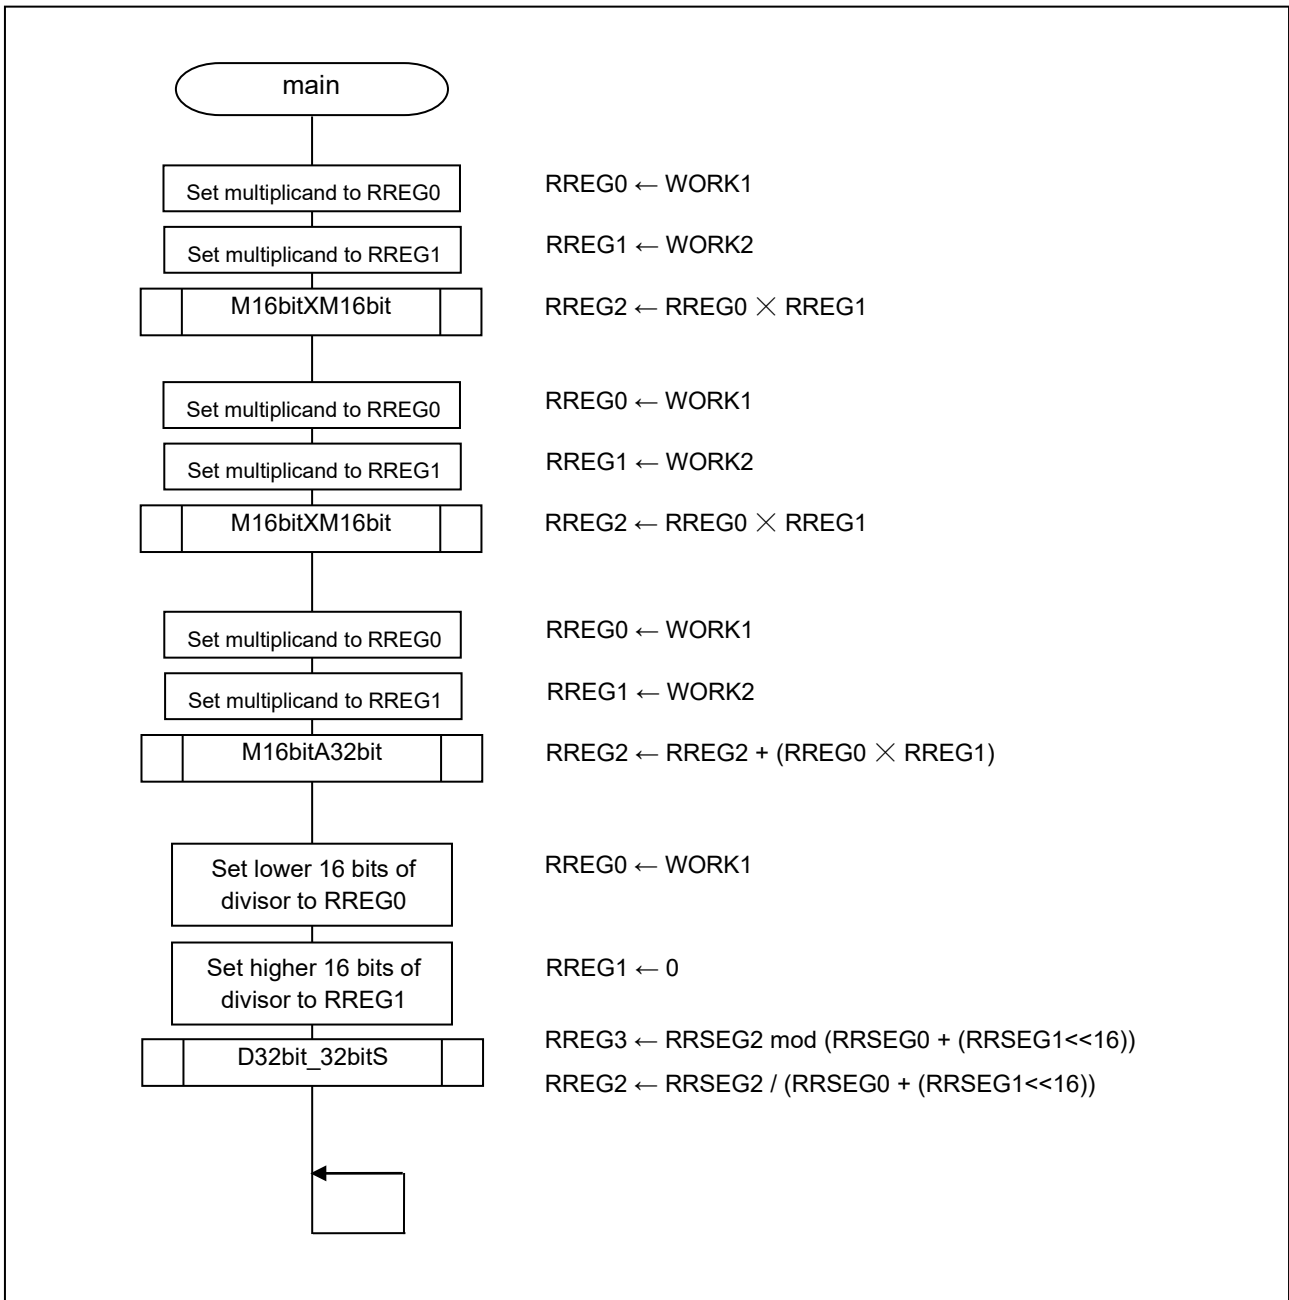 main
Set multiplicand to RREG0
RREG0 ← WORK1
Set multiplicand to RREG1
RREG1 ← WORK2
M16bitXM16bit
RREG2 ← RREG0 × RREG1
Set multiplicand to RREG0
RREG0 ← WORK1
Set multiplicand to RREG1
RREG1 ← WORK2
M16bitXM16bit
RREG2 ← RREG0 × RREG1
Set multiplicand to RREG0
RREG0 ← WORK1
Set multiplicand to RREG1
RREG1 ← WORK2
M16bitA32bit
RREG2 ← RREG2 + (RREG0 × RREG1)
Set lower 16 bits of
divisor to RREG0
RREG0 ← WORK1
Set higher 16 bits of
divisor to RREG1
RREG1 ← 0
D32bit_32bitS
RREG3 ← RRSEG2 mod (RRSEG0 + (RRSEG1<<16))
RREG2 ← RRSEG2 / (RRSEG0 + (RRSEG1<<16))